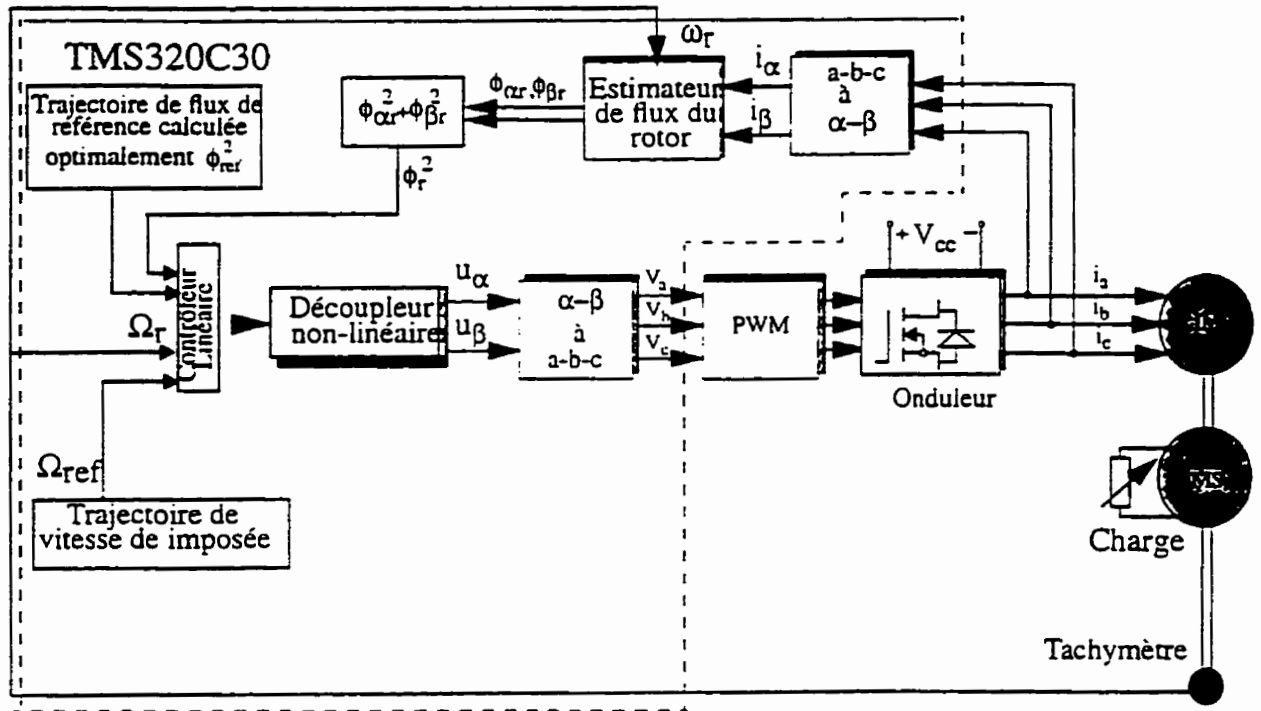 TMS320C30
Trajectoire de flux de
référence calculée
optimalement ϕ²ref
ϕ²αr+ϕ²βr
ϕαr,ϕβr
ϕr²
ωr
Estimateur
de flux du
rotor
iα
iβ
a-b-c
à
α-β
Contrôleur
Linéaire
Ωr
Ωref
Trajectoire de
vitesse de imposée
Découpleur
non-linéaire
uα
uβ
α-β
à
a-b-c
Va
Vb
Vc
PWM
+ Vcc -
Onduleur
ia
ib
ic
MS
Charge
Tachymètre